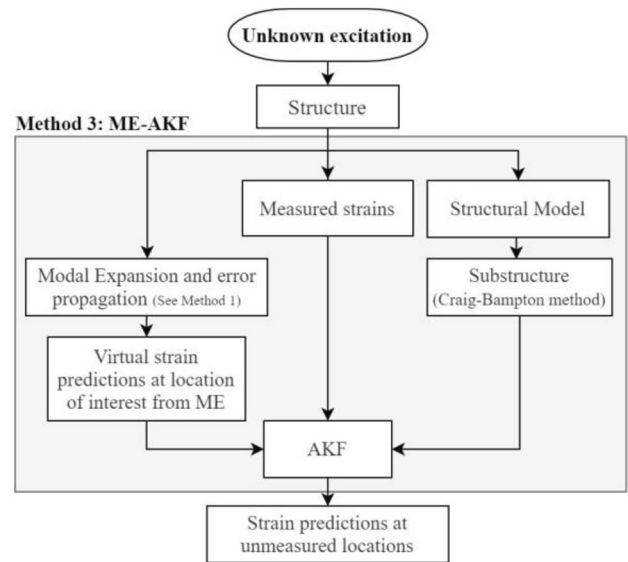 Unknown excitation
Structure
Method 3: ME-AKF
Measured strains
Structural Model
Modal Expansion and error
propagation (See Method 1)
Substructure
(Craig-Bampton method)
Virtual strain
predictions at location
of interest from ME
AKF
Strain predictions at
unmeasured locations